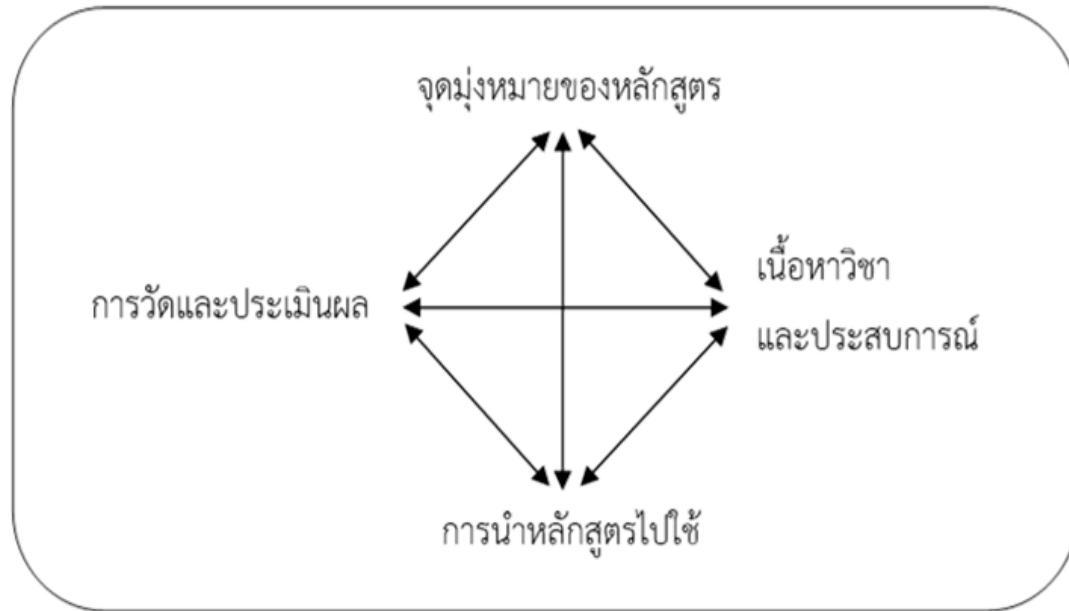 จุดมุ่งหมายของหลักสูตร
เนื้อหาวิชา
การวัดและประเมินผล
และประสบการณ์
การนำหลักสูตรไปใช้